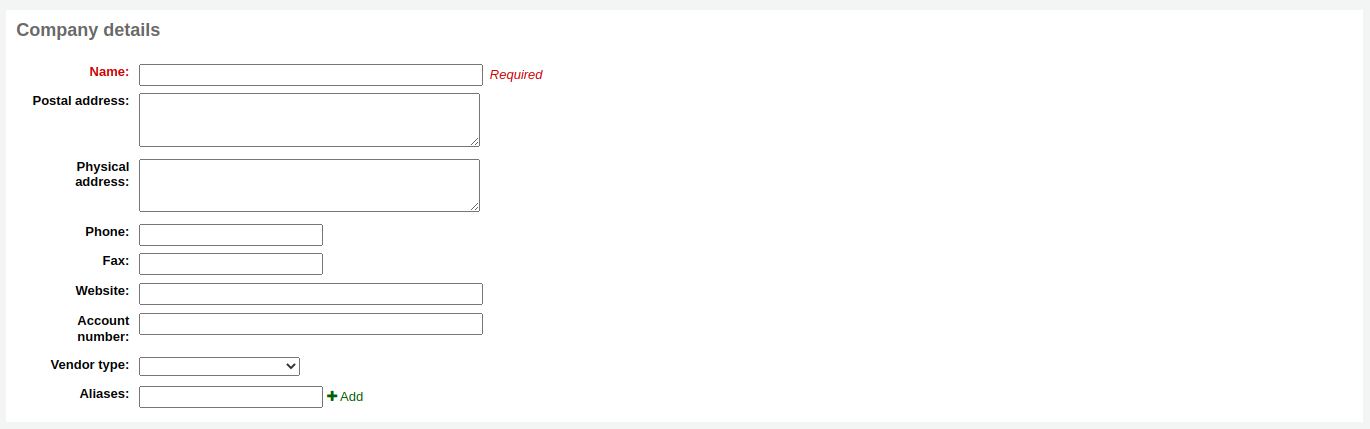 Company details
Name: Required
Postal address:
Physical
address:
Phone:
Fax:
Website:
Account
number:
Vendor type:
Aliases: Add